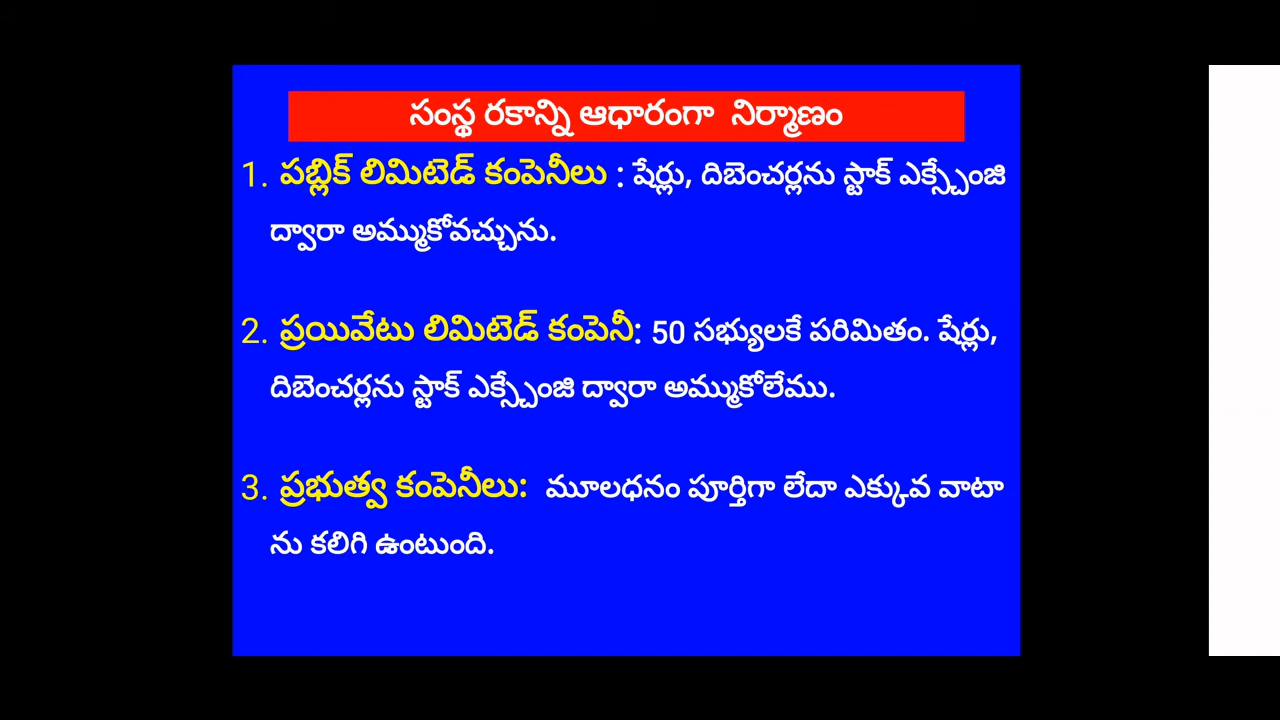 సంస్థ రకాన్ని ఆధారంగా నిర్మాణం
1. పబ్లిక్ లిమిటెడ్ కంపెనీలు : షేర్లు, దిబెంచర్లను స్టాక్ ఎక్స్చేంజి
ద్వారా అమ్ముకోవచ్చును.
2. ప్రయివేటు లిమిటెడ్ కంపెనీ: 50 సభ్యులకే పరిమితం. షేర్లు,
దిబెంచర్లను స్టాక్ ఎక్స్చేంజి ద్వారా అమ్ముకోలేము.
3. ప్రభుత్వ కంపెనీలు: మూలధనం పూర్తిగా లేదా ఎక్కువ వాటా
ను కలిగి ఉంటుంది.